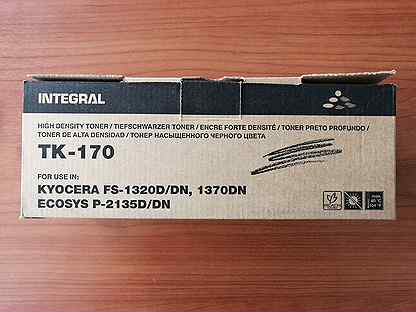 INTEGRAL
HIGH DENSITY TONER / TIEFSCHWARZER TONER / ENCRE FORTE DENSITÉ / TONER PRETO PROFUNDO /
TONER DE ALTA DENSIDAD / ТОНЕР НАСЫЩЕННОГО ЧЕРНОГО ЦВЕТА
TK-170
FOR USE IN:
KYOCERA FS-1320D/DN, 1370DN
ECOSYS P-2135D/DN